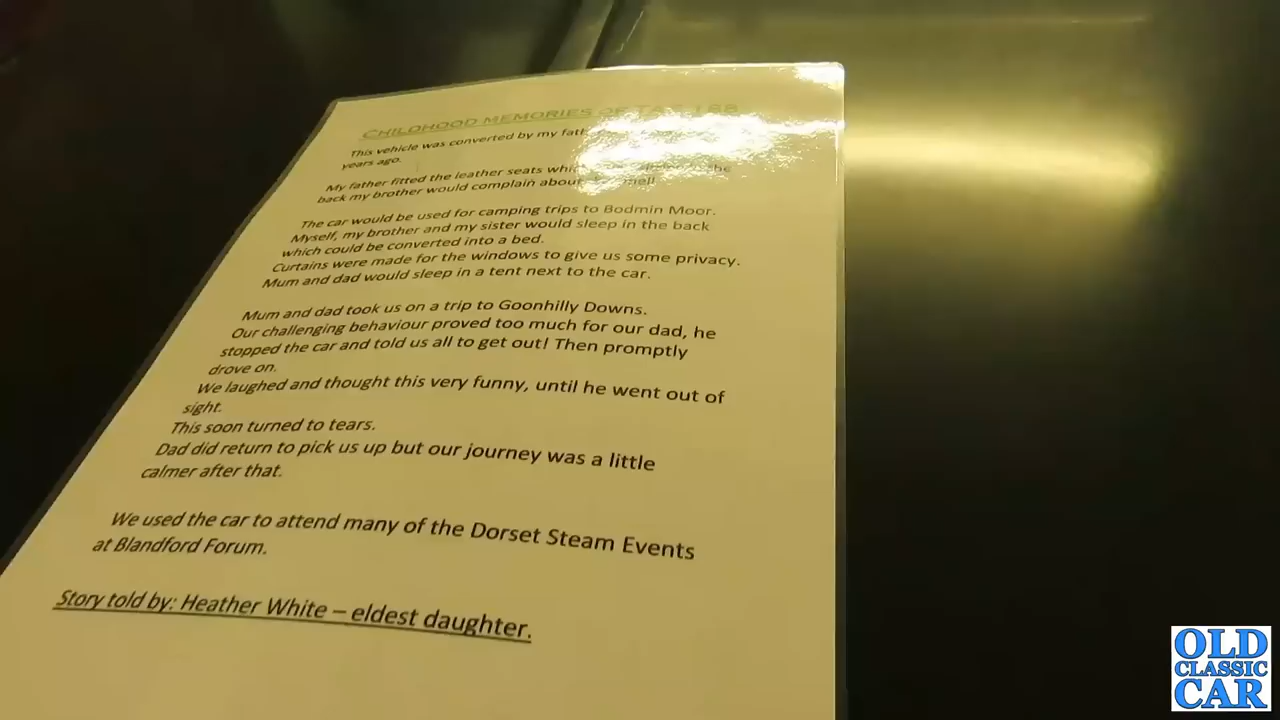 CHILDHOOD MEMORIES OF
This vehicle was converted by my
years ago.
My father fitted the leather seats
back my brother would complain about
The car would be used for camping trips to Bodmin Moor.
Myself, my brother and my sister would sleep in the back
which could be converted into a bed.
Curtains were made for the windows to give us some privacy.
Mum and dad would sleep in a tent next to the car.
Mum and dad took us on a trip to Goonhilly Downs.
Our challenging behaviour proved too much for our dad, he
stopped the car and told us all to get out! Then promptly
drove on.
We laughed and thought this very funny, until he went out of
sight.
This soon turned to tears.
Dad did return to pick us up but our journey was a little
calmer after that.
We used the car to attend many of the Dorset Steam Events
at Blandford Forum.
Story told by: Heather White – eldest daughter.
OLD
CLASSIC
CAR